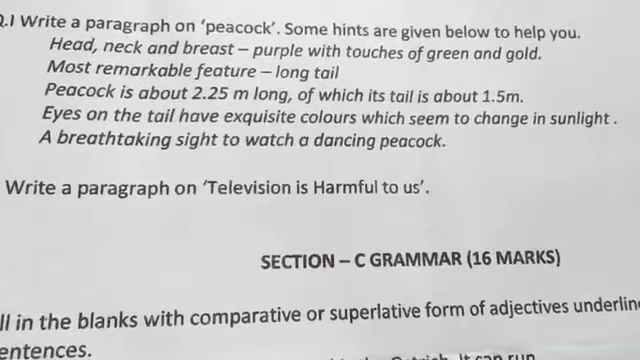 Q.1 Write a paragraph on ‘peacock’. Some hints are given below to help you.
Head, neck and breast – purple with touches of green and gold.
Most remarkable feature – long tail
Peacock is about 2.25 m long, of which its tail is about 1.5m.
Eyes on the tail have exquisite colours which seem to change in sunlight .
A breathtaking sight to watch a dancing peacock.
Write a paragraph on ‘Television is Harmful to us’.
SECTION – C GRAMMAR (16 MARKS)
ll in the blanks with comparative or superlative form of adjectives underlin
entences.
It can run